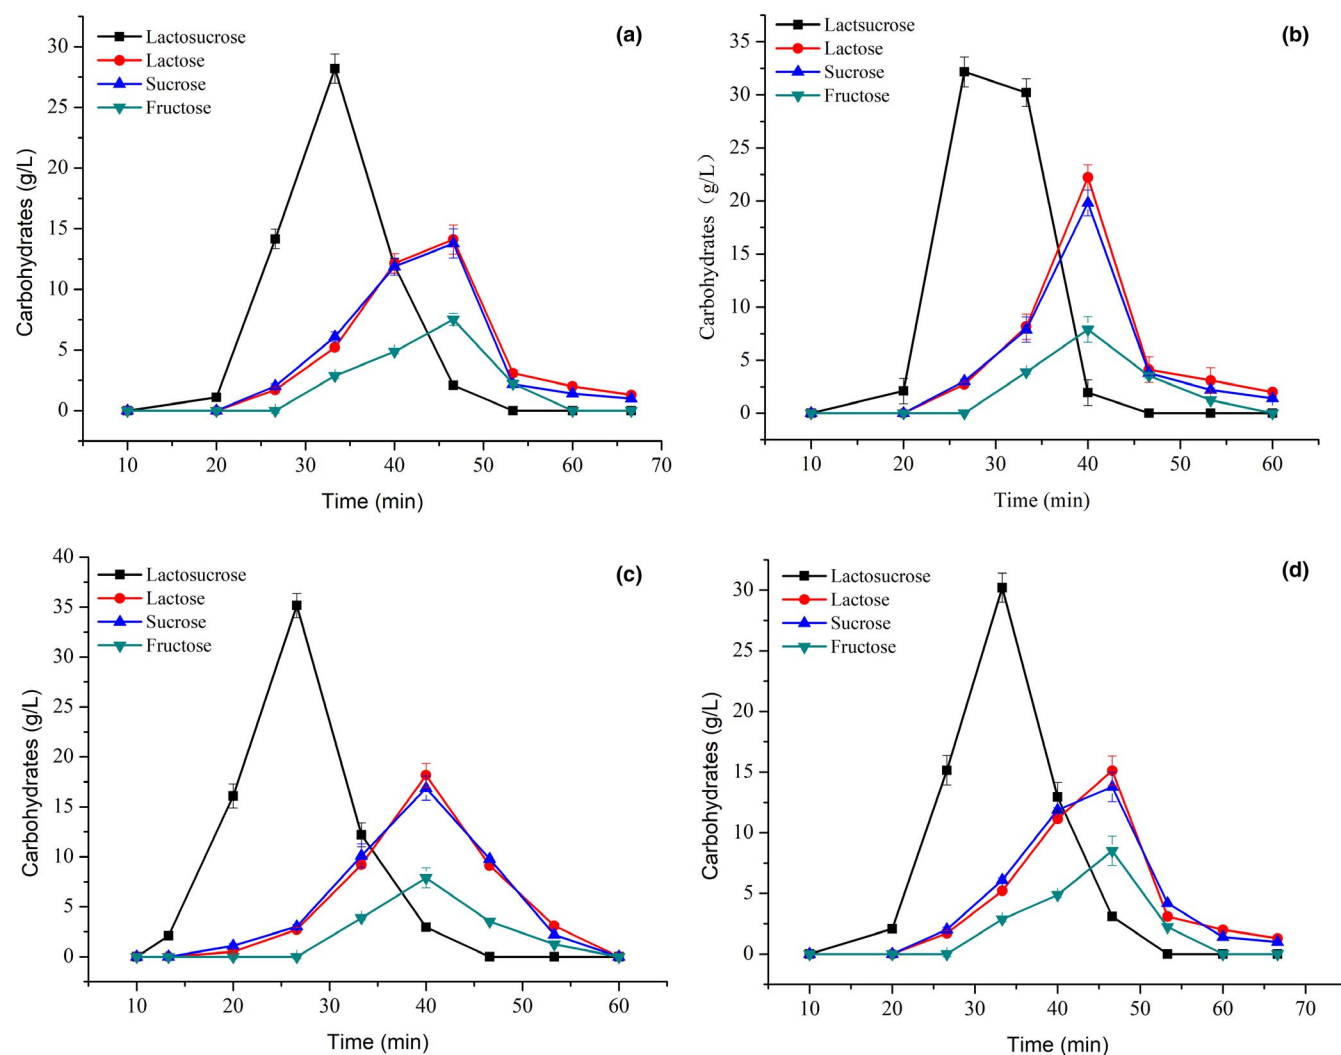 (a)
Lactosucrose
Lactose
Sucrose
Fructose
Carbohydrates (g/L)
30
25
20
15
10
5
0
10 20 30 40 50 60 70
Time (min)
(b)
Lactsucrose
Lactose
Sucrose
Fructose
Carbohydrates（g/L）
35
30
25
20
15
10
5
0
10 20 30 40 50 60
Time (min)
(c)
Lactosucrose
Lactose
Sucrose
Fructose
Carbohydrates (g/L)
40
35
30
25
20
15
10
5
0
10 20 30 40 50 60
Time (min)
(d)
Lactosucrose
Lactose
Sucrose
Fructose
Carbohydrates (g/L)
30
25
20
15
10
5
0
10 20 30 40 50 60 70
Time (min)